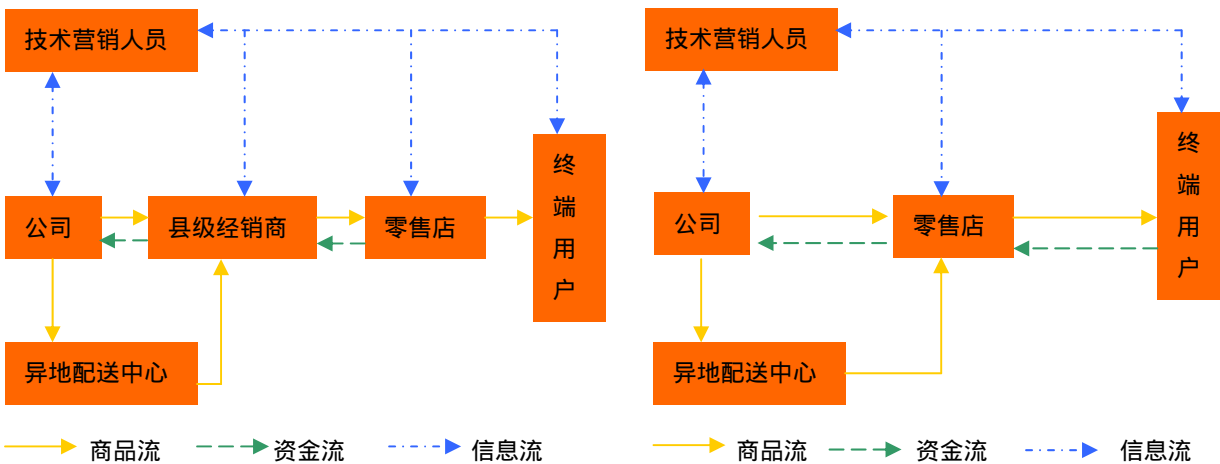 技术营销人员
公司
县级经销商
零售店
终
端
用
户
异地配送中心
商品流
资金流
信息流
技术营销人员
公司
零售店
终
端
用
户
异地配送中心
商品流
资金流
信息流